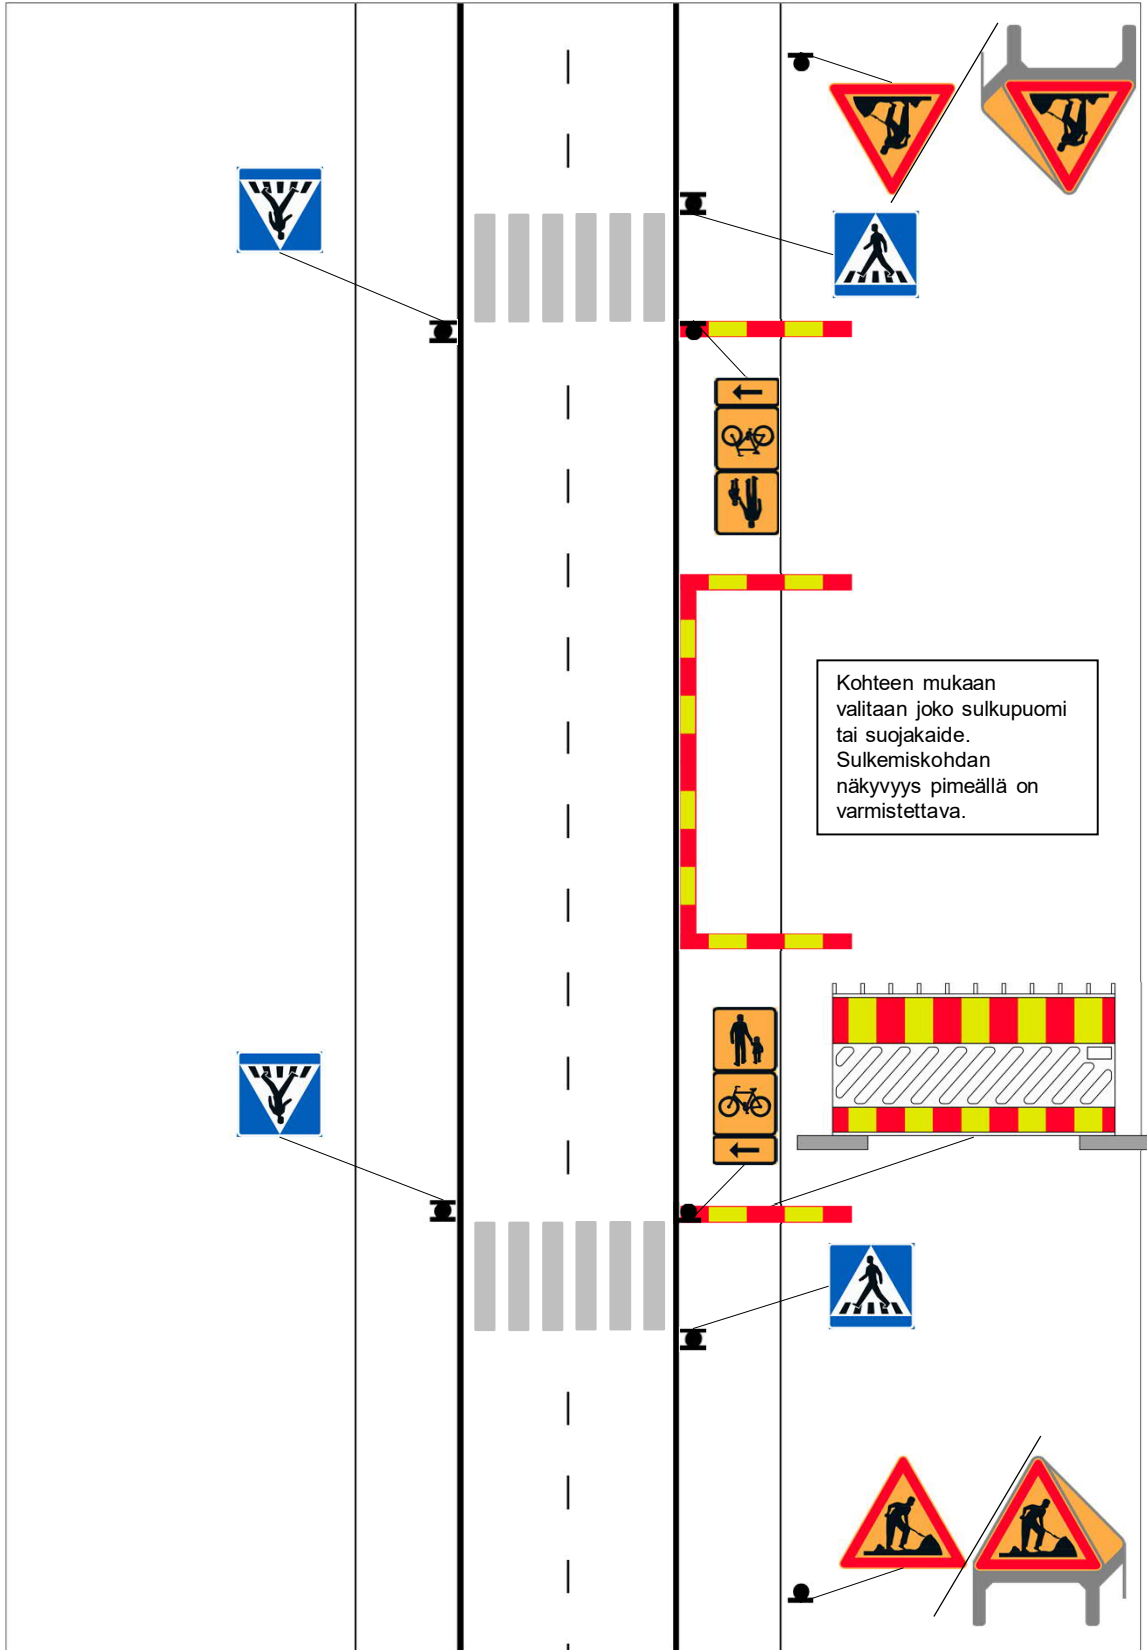 Kohteen mukaan
valitaan joko sulkupuomi
tai suojakaide.
Sulkemiskohdan
näkyvyys pimeällä on
varmistettava.